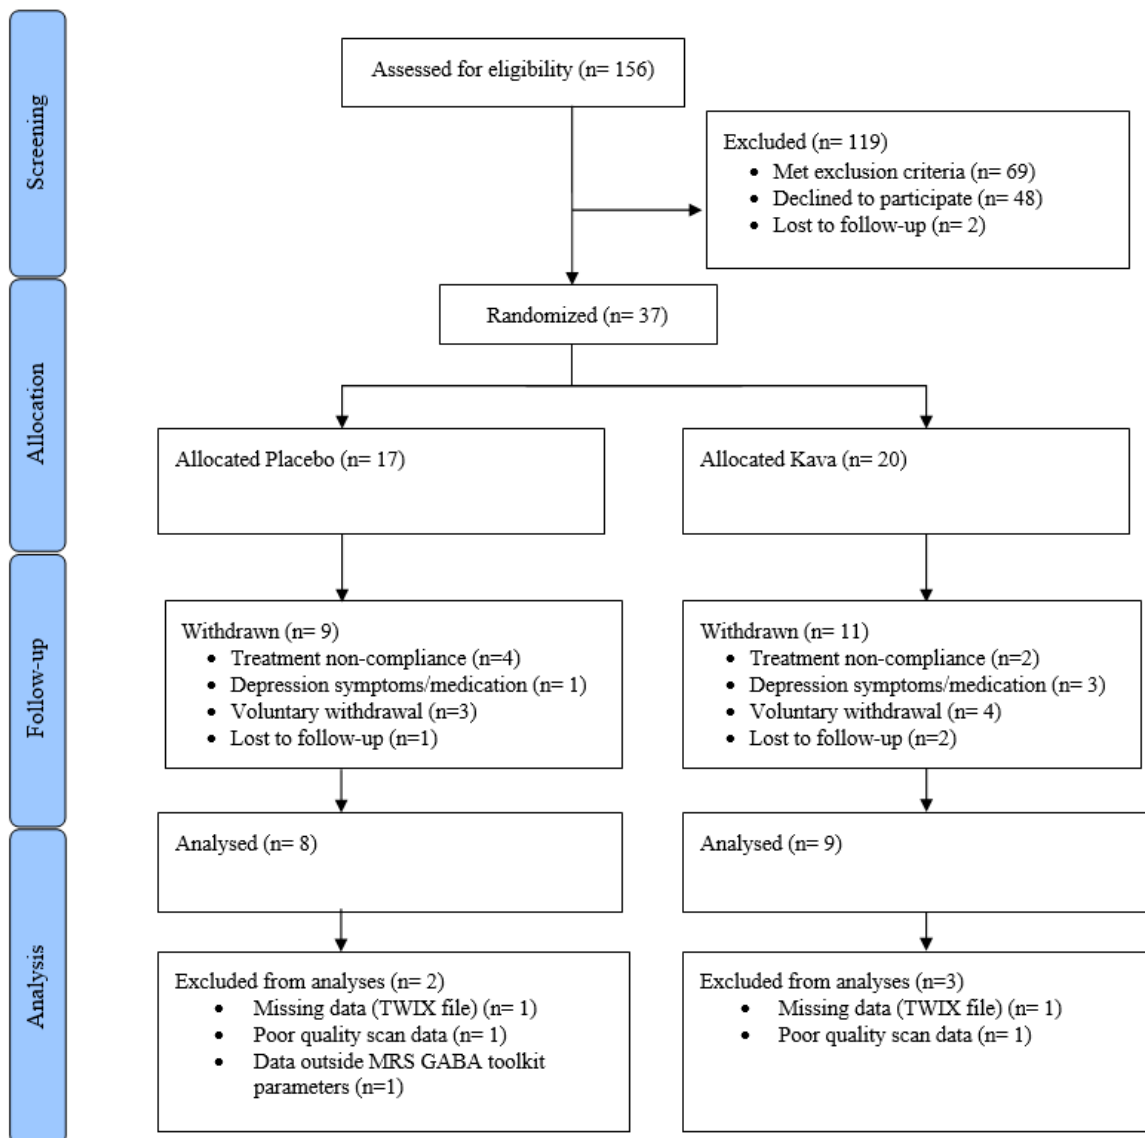 Screening
Assessed for eligibility (n= 156)
Excluded (n= 119)
• Met exclusion criteria (n= 69)
• Declined to participate (n= 48)
• Lost to follow-up (n= 2)
Allocation
Randomized (n= 37)
Allocated Placebo (n= 17)
Allocated Kava (n= 20)
Follow-up
Withdrawn (n= 9)
• Treatment non-compliance (n=4)
• Depression symptoms/medication (n= 1)
• Voluntary withdrawal (n=3)
• Lost to follow-up (n=1)
Withdrawn (n= 11)
• Treatment non-compliance (n=2)
• Depression symptoms/medication (n= 3)
• Voluntary withdrawal (n= 4)
• Lost to follow-up (n=2)
Analysis
Analysed (n= 8)
Analysed (n= 9)
Excluded from analyses (n= 2)
• Missing data (TWIX file) (n= 1)
• Poor quality scan data (n= 1)
• Data outside MRS GABA toolkit
parameters (n=1)
Excluded from analyses (n=3)
• Missing data (TWIX file) (n= 1)
• Poor quality scan data (n= 1)